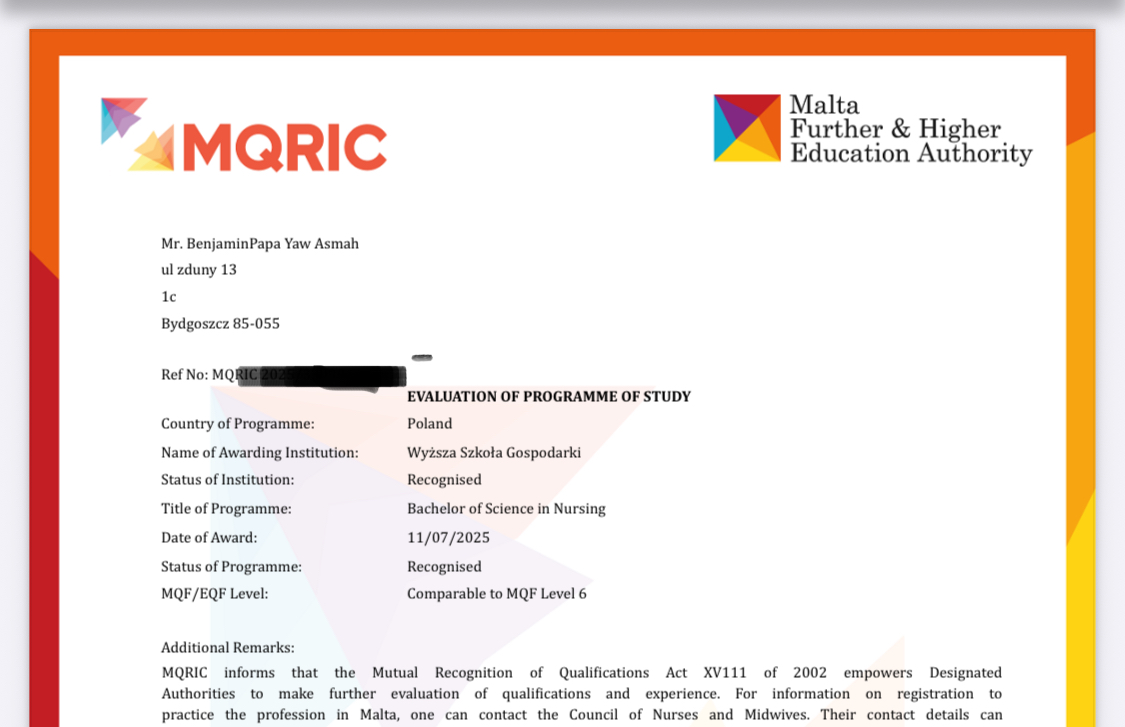 MQRIC
Malta
Further & Higher
Education Authority
Mr. BenjaminPapa Yaw Asmah
ul zduny 13
1c
Bydgoszcz 85-055
Ref No: MQRIC 202
EVALUATION OF PROGRAMME OF STUDY
Country of Programme: Poland
Name of Awarding Institution: Wyższa Szkoła Gospodarki
Status of Institution: Recognised
Title of Programme: Bachelor of Science in Nursing
Date of Award: 11/07/2025
Status of Programme: Recognised
MQF/EQF Level: Comparable to MQF Level 6
Additional Remarks:
MQRIC informs that the Mutual Recognition of Qualifications Act XV111 of 2002 empowers Designated
Authorities to make further evaluation of qualifications and experience. For information on registration to
practice the profession in Malta, one can contact the Council of Nurses and Midwives. Their contact details can